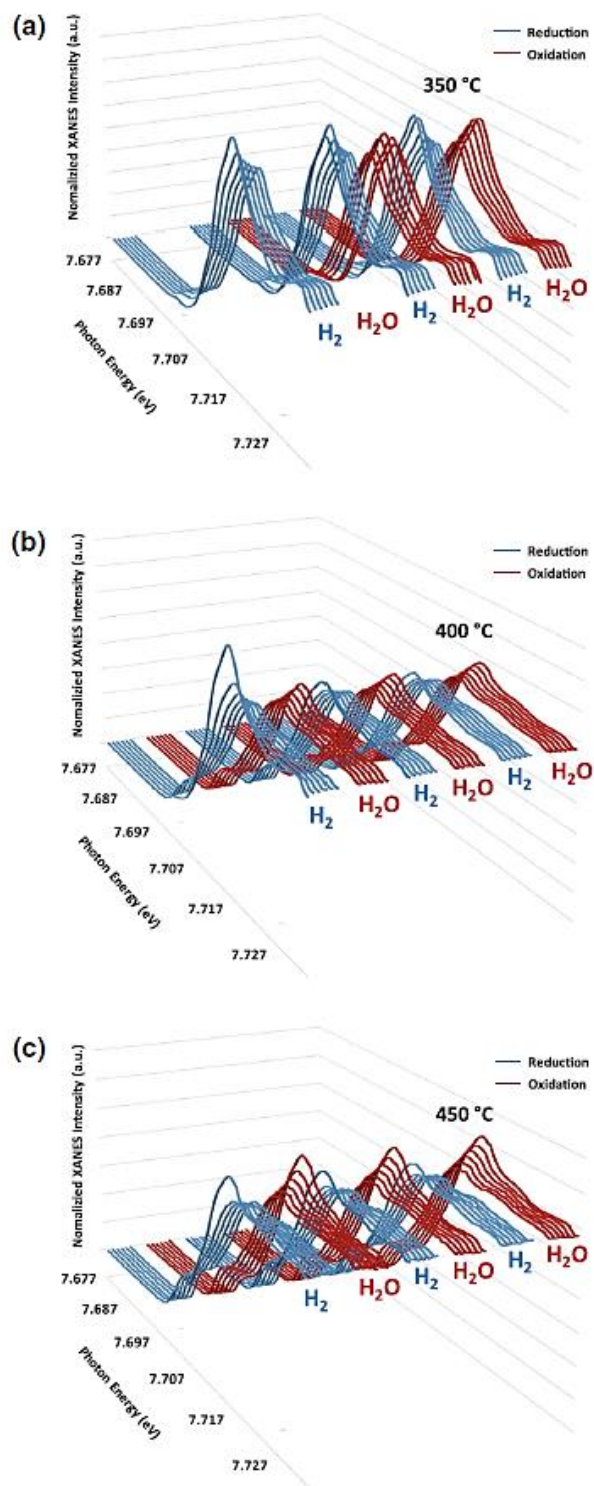 (a)
Reduction
Oxidation
350 °C
Normalizied XANES Intensity (a.u.)
7.677
7.687
7.697
7.707
7.717
7.727
Photon Energy (eV)
H₂
H₂O
H₂
H₂O
H₂
H₂O
(b)
Reduction
Oxidation
400 °C
Normalizied XANES Intensity (a.u.)
7.677
7.687
7.697
7.707
7.717
7.727
Photon Energy (eV)
H₂
H₂O
H₂
H₂O
H₂
H₂O
(c)
Reduction
Oxidation
450 °C
Normalizied XANES Intensity (a.u.)
7.677
7.687
7.697
7.707
7.717
7.727
Photon Energy (eV)
H₂
H₂O
H₂
H₂O
H₂
H₂O